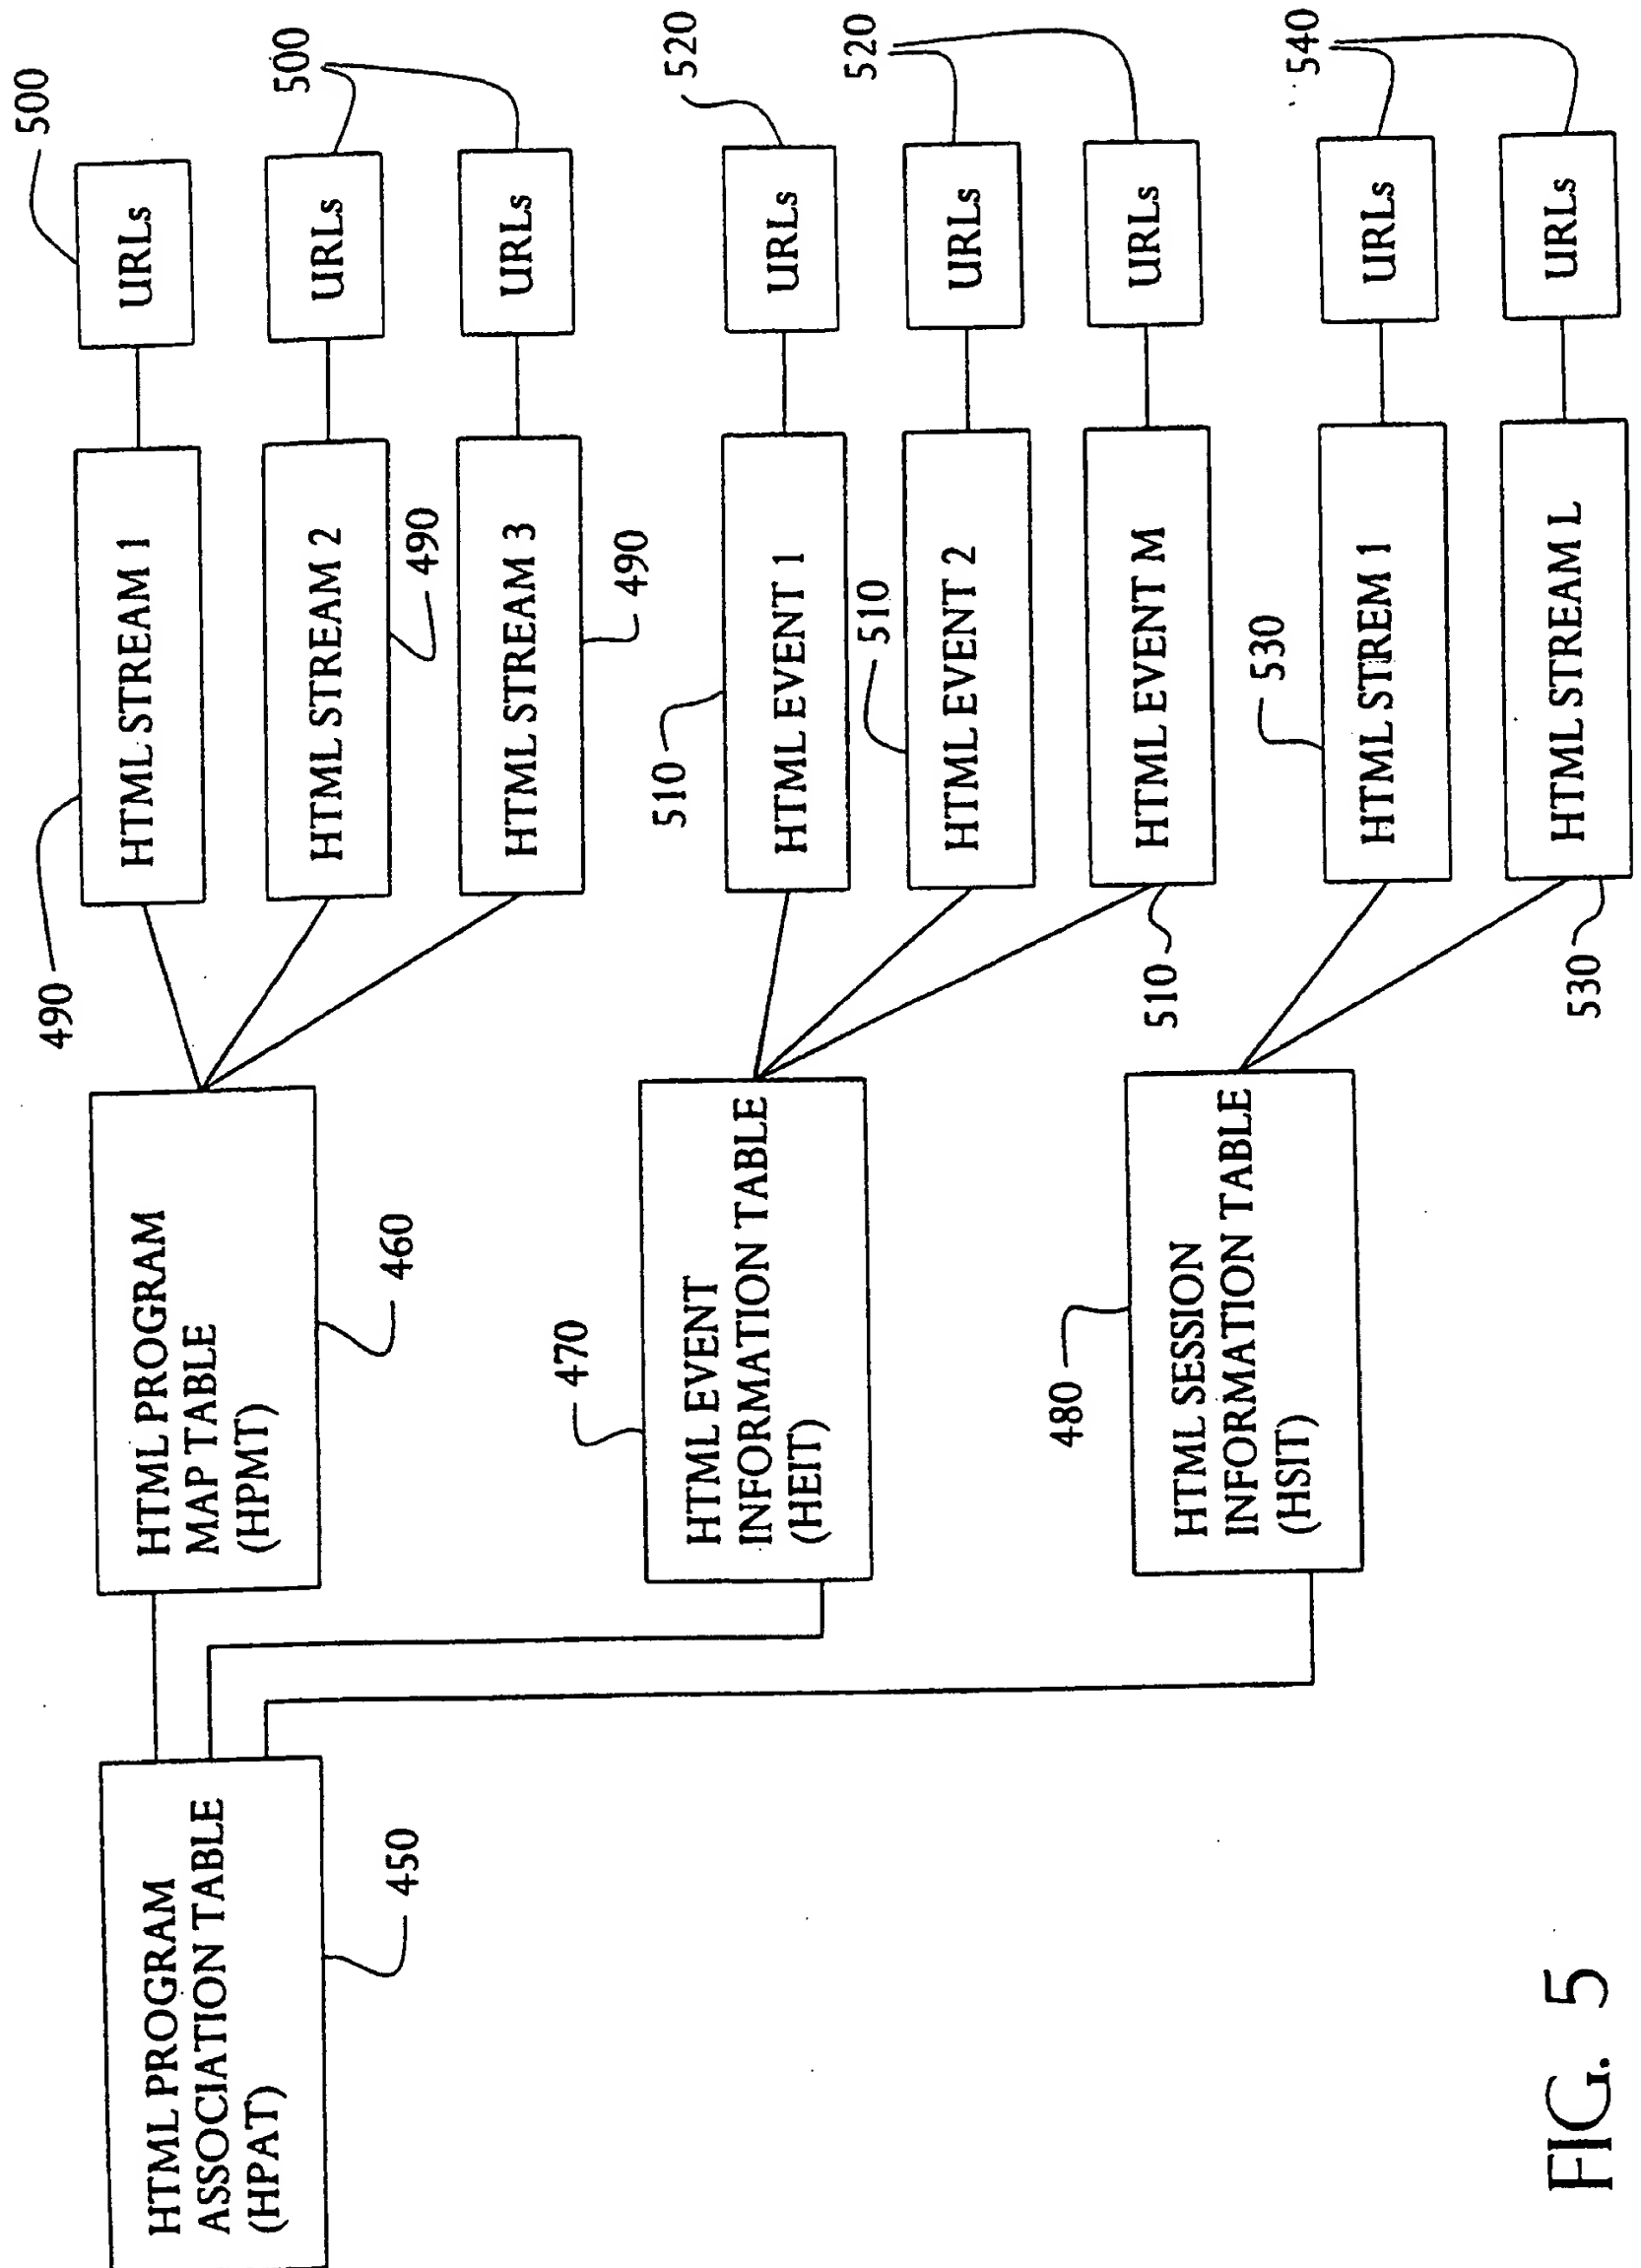 HTML PROGRAM
ASSOCIATION TABLE
(HPAT)
450
HTML PROGRAM
MAP TABLE
(HPMT)
460
HTML EVENT
INFORMATION TABLE
(HEIT)
470
HTML SESSION
INFORMATION TABLE
(HSIT)
480
490
HTML STREAM 1
URLs
500
HTML STREAM 2
490
URLs
500
HTML STREAM 3
490
URLs
510
HTML EVENT 1
URLs
520
510
HTML EVENT 2
URLs
520
HTML EVENT M
510
URLs
530
HTML STREM 1
URLs
540
HTML STREAM L
530
URLs
FIG. 5